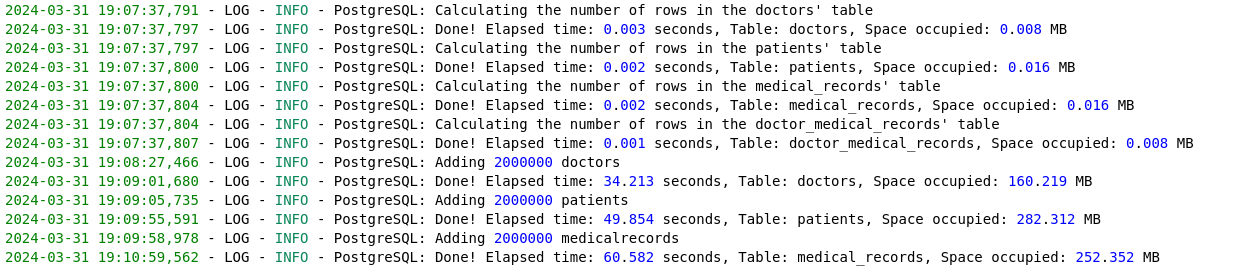 2024-03-31 19:07:37,791 - LOG - INFO - PostgreSQL: Calculating the number of rows in the doctors' table
2024-03-31 19:07:37,797 - LOG - INFO - PostgreSQL: Done! Elapsed time: 0.003 seconds, Table: doctors, Space occupied: 0.008 MB
2024-03-31 19:07:37,797 - LOG - INFO - PostgreSQL: Calculating the number of rows in the patients' table
2024-03-31 19:07:37,800 - LOG - INFO - PostgreSQL: Done! Elapsed time: 0.002 seconds, Table: patients, Space occupied: 0.016 MB
2024-03-31 19:07:37,800 - LOG - INFO - PostgreSQL: Calculating the number of rows in the medical_records' table
2024-03-31 19:07:37,804 - LOG - INFO - PostgreSQL: Done! Elapsed time: 0.002 seconds, Table: medical_records, Space occupied: 0.016 MB
2024-03-31 19:07:37,804 - LOG - INFO - PostgreSQL: Calculating the number of rows in the doctor_medical_records' table
2024-03-31 19:07:37,807 - LOG - INFO - PostgreSQL: Done! Elapsed time: 0.001 seconds, Table: doctor_medical_records, Space occupied: 0.008 MB
2024-03-31 19:08:27,466 - LOG - INFO - PostgreSQL: Adding 2000000 doctors
2024-03-31 19:09:01,680 - LOG - INFO - PostgreSQL: Done! Elapsed time: 34.213 seconds, Table: doctors, Space occupied: 160.219 MB
2024-03-31 19:09:05,735 - LOG - INFO - PostgreSQL: Adding 2000000 patients
2024-03-31 19:09:55,591 - LOG - INFO - PostgreSQL: Done! Elapsed time: 49.854 seconds, Table: patients, Space occupied: 282.312 MB
2024-03-31 19:09:58,978 - LOG - INFO - PostgreSQL: Adding 2000000 medicalrecords
2024-03-31 19:10:59,562 - LOG - INFO - PostgreSQL: Done! Elapsed time: 60.582 seconds, Table: medical_records, Space occupied: 252.352 MB